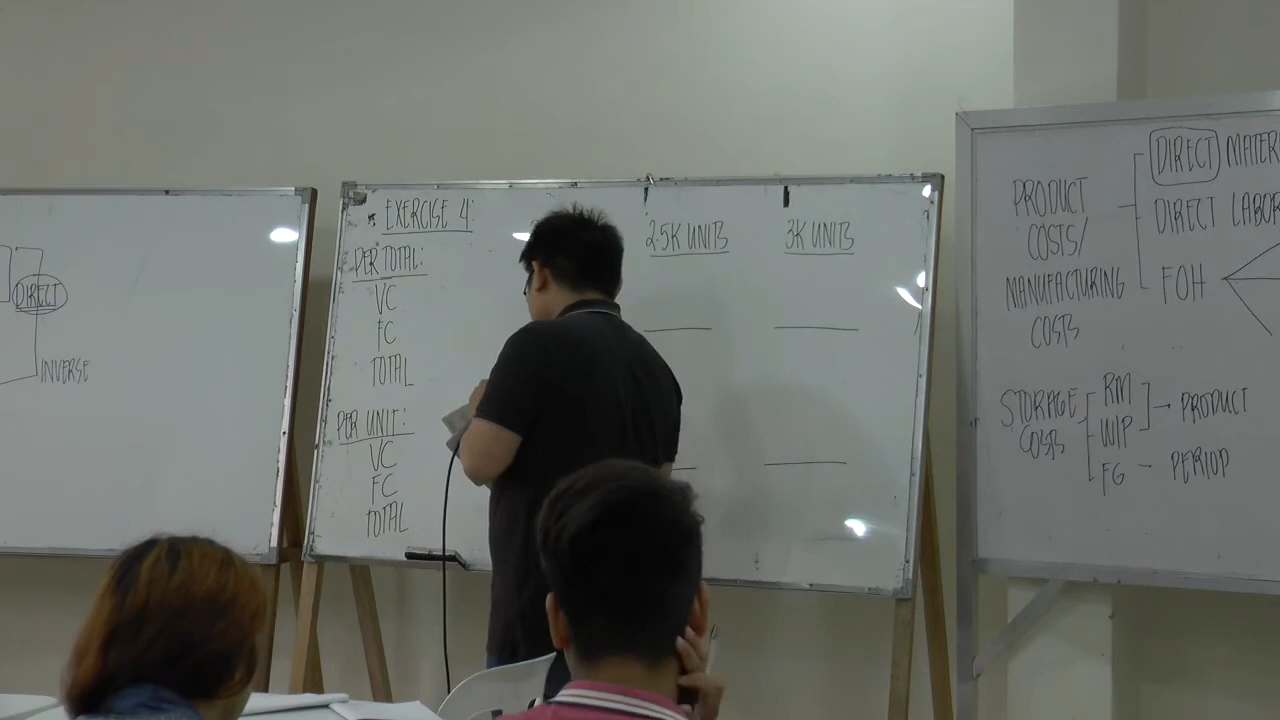 DIRECT
INVERSE
EXERCISE 4:
2.5K UNITS
3K UNITS
PER TOTAL:
VC
FC
TOTAL
PER UNIT:
VC
FC
TOTAL
PRODUCT
COSTS/
MANUFACTURING
COSTS
DIRECT MATER
DIRECT LABOR
FOH
STORAGE
COSTS
RM
WIP
FG
PRODUCT
PERIOD